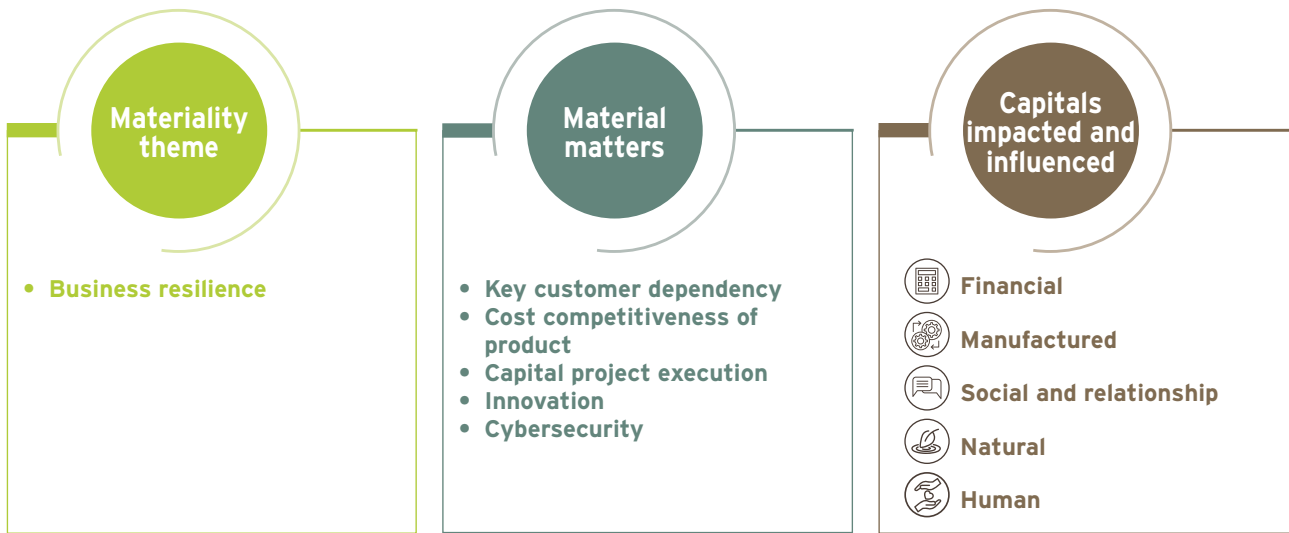 Materiality
theme
• Business resilience
Material
matters
• Key customer dependency
• Cost competitiveness of
product
• Capital project execution
• Innovation
• Cybersecurity
Capitals
impacted and
influenced
Financial
Manufactured
Social and relationship
Natural
Human